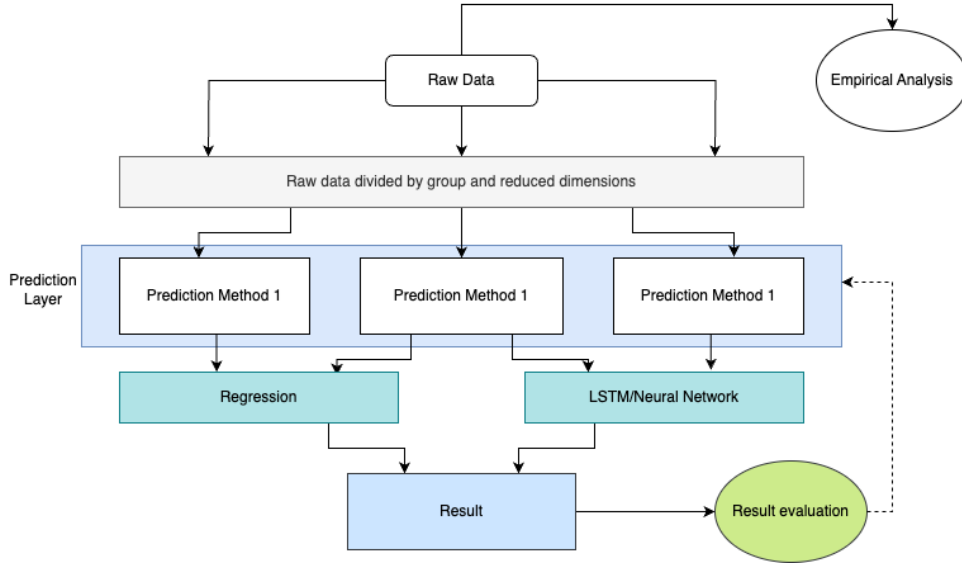 Raw Data
Empirical Analysis
Raw data divided by group and reduced dimensions
Prediction
Layer
Prediction Method 1
Prediction Method 1
Prediction Method 1
Regression
LSTM/Neural Network
Result
Result evaluation